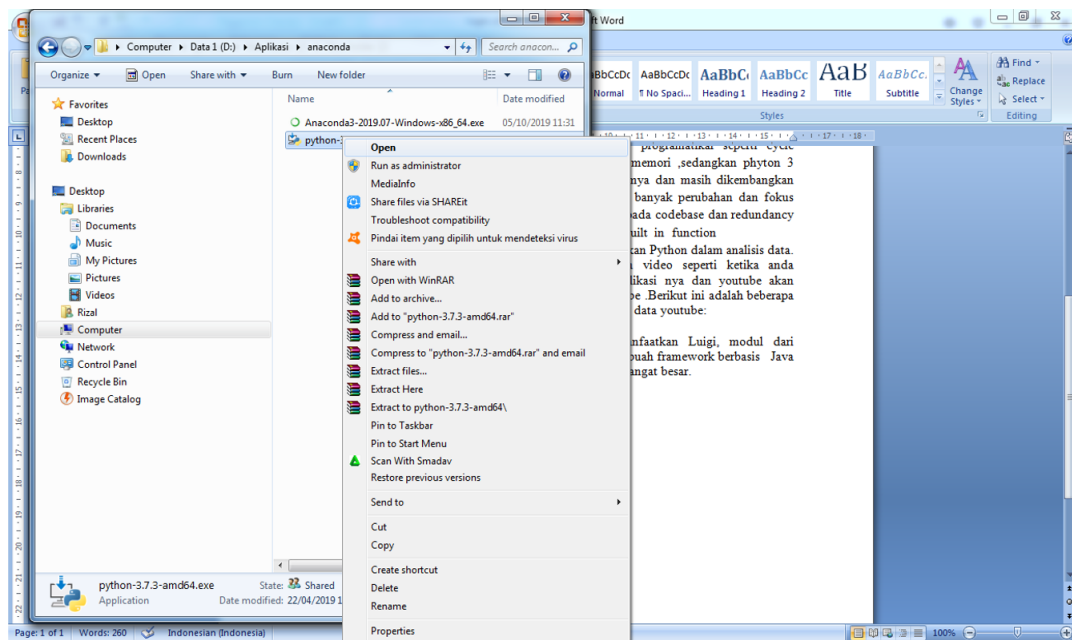 ft Word
Computer ▸ Data 1 (D:) ▸ Aplikasi ▸ anaconda
Search anacon...
Organize
Open
Share with
Burn
New folder
Name
Date modified
Favorites
Desktop
Recent Places
Downloads
Desktop
Libraries
Documents
Music
My Pictures
Pictures
Videos
Rizal
Computer
Network
Control Panel
Recycle Bin
Image Catalog
Anaconda3-2019.07-Windows-x86_64.exe 05/10/2019 11:31
python-
Open
Run as administrator
MediaInfo
Share files via SHAREit
Troubleshoot compatibility
Pindai item yang dipilih untuk mendeteksi virus
Share with
Open with WinRAR
Add to archive...
Add to "python-3.7.3-amd64.rar"
Compress and email...
Compress to "python-3.7.3-amd64.rar" and email
Extract files...
Extract Here
Extract to python-3.7.3-amd64\
Pin to Taskbar
Pin to Start Menu
Scan With Smadav
Restore previous versions
Send to
Cut
Copy
Create shortcut
Delete
Rename
Properties
python-3.7.3-amd64.exe
State: Shared
Application
Date modified: 22/04/2019 1
AaBbCcDc AaBbC AaBbCc AaB AaBbCc.
Normal ¶ No Spaci... Heading 1 Heading 2 Title Subtitle
Change Styles
Styles
Find
Replace
Select
Editing
programatikal seperti cycle
memori ,sedangkan phyton 3
nya dan masih dikembangkan
banyak perubahan dan fokus
ada codebase dan redundancy
uilt in function
kan Python dalam analisis data.
video seperti ketika anda
likasi nya dan youtube akan
be .Berikut ini adalah beberapa
data youtube:
nfaatkan Luigi, modul dari
buah framework berbasis Java
angat besar.
Page: 1 of 1
Words: 260
Indonesian (Indonesia)
100%